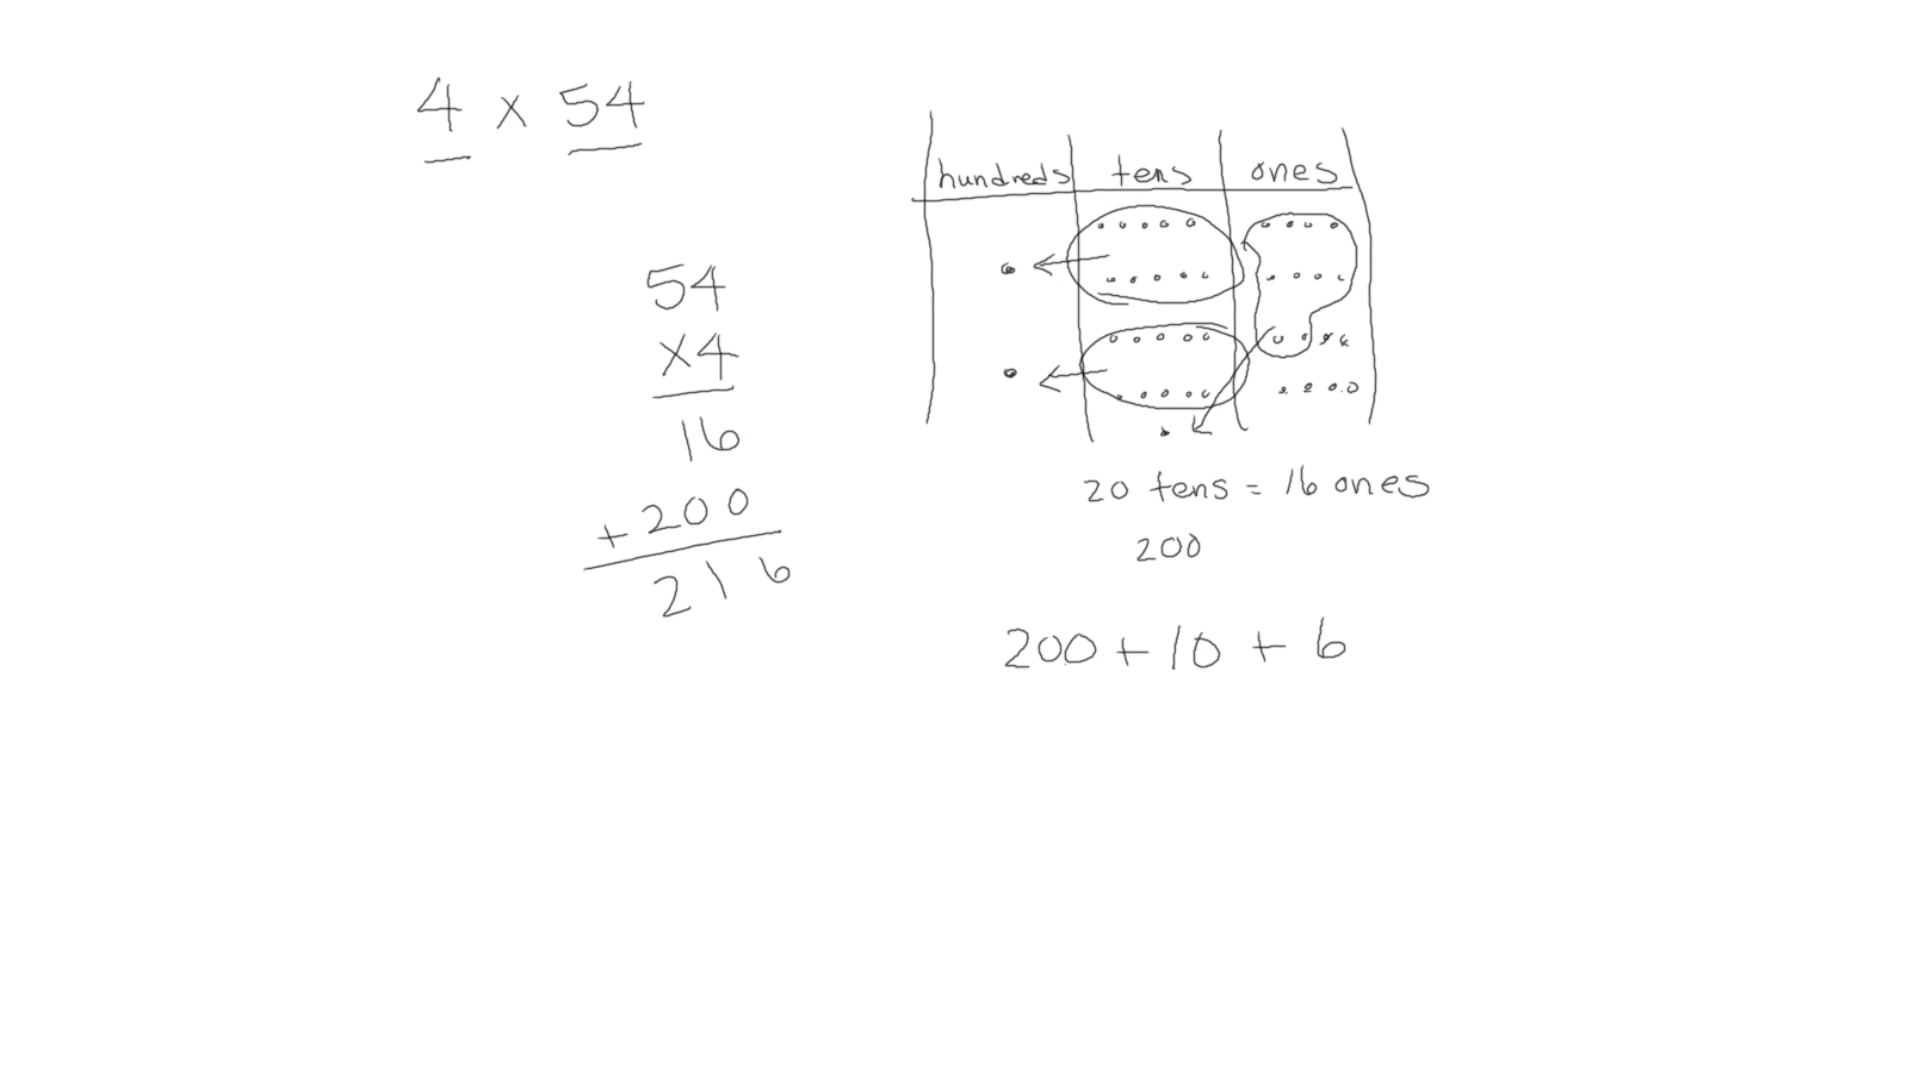 4 x 54
54
x4
16
+ 200
216
hundreds tens ones
20 tens = 16 ones
200
200 + 10 + 6